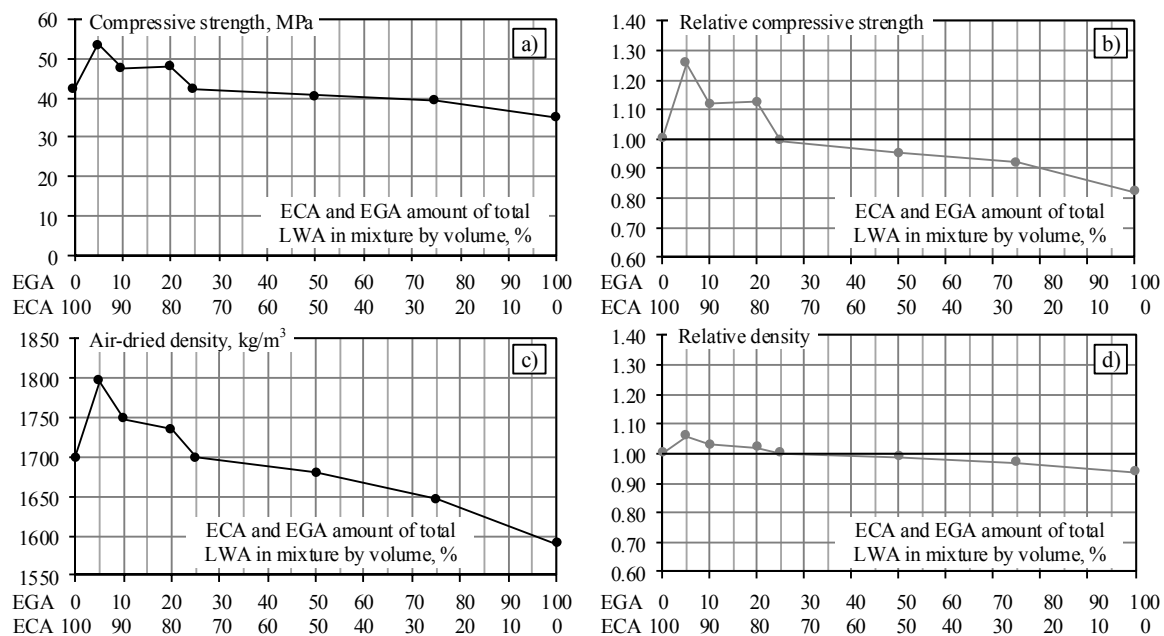 Compressive strength, MPa
a)
60
50
40
30
20
10
0
ECA and EGA amount of total
LWA in mixture by volume, %
EGA 0 10 20 30 40 50 60 70 80 90 100
ECA 100 90 80 70 60 50 40 30 20 10 0
Relative compressive strength
b)
1.40
1.30
1.20
1.10
1.00
0.90
0.80
0.70
0.60
ECA and EGA amount of total
LWA in mixture by volume, %
EGA 0 10 20 30 40 50 60 70 80 90 100
ECA 100 90 80 70 60 50 40 30 20 10 0
Air-dried density, kg/m³
c)
1850
1800
1750
1700
1650
1600
1550
ECA and EGA amount of total
LWA in mixture by volume, %
EGA 0 10 20 30 40 50 60 70 80 90 100
ECA 100 90 80 70 60 50 40 30 20 10 0
Relative density
d)
1.40
1.30
1.20
1.10
1.00
0.90
0.80
0.70
0.60
ECA and EGA amount of total
LWA in mixture by volume, %
EGA 0 10 20 30 40 50 60 70 80 90 100
ECA 100 90 80 70 60 50 40 30 20 10 0